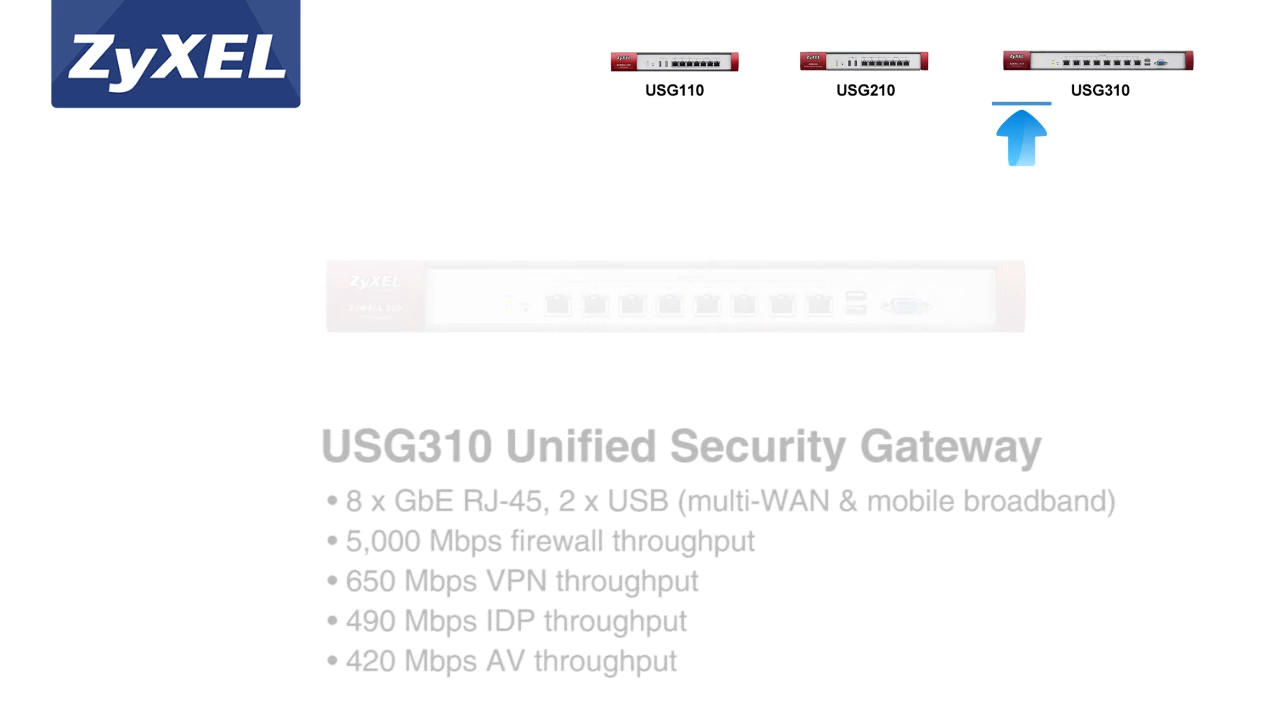 ZyXEL
USG110
USG210
USG310
ZyXEL
USG310 Unified Security Gateway
• 8 x GbE RJ-45, 2 x USB (multi-WAN & mobile broadband)
• 5,000 Mbps firewall throughput
• 650 Mbps VPN throughput
• 490 Mbps IDP throughput
• 420 Mbps AV throughput